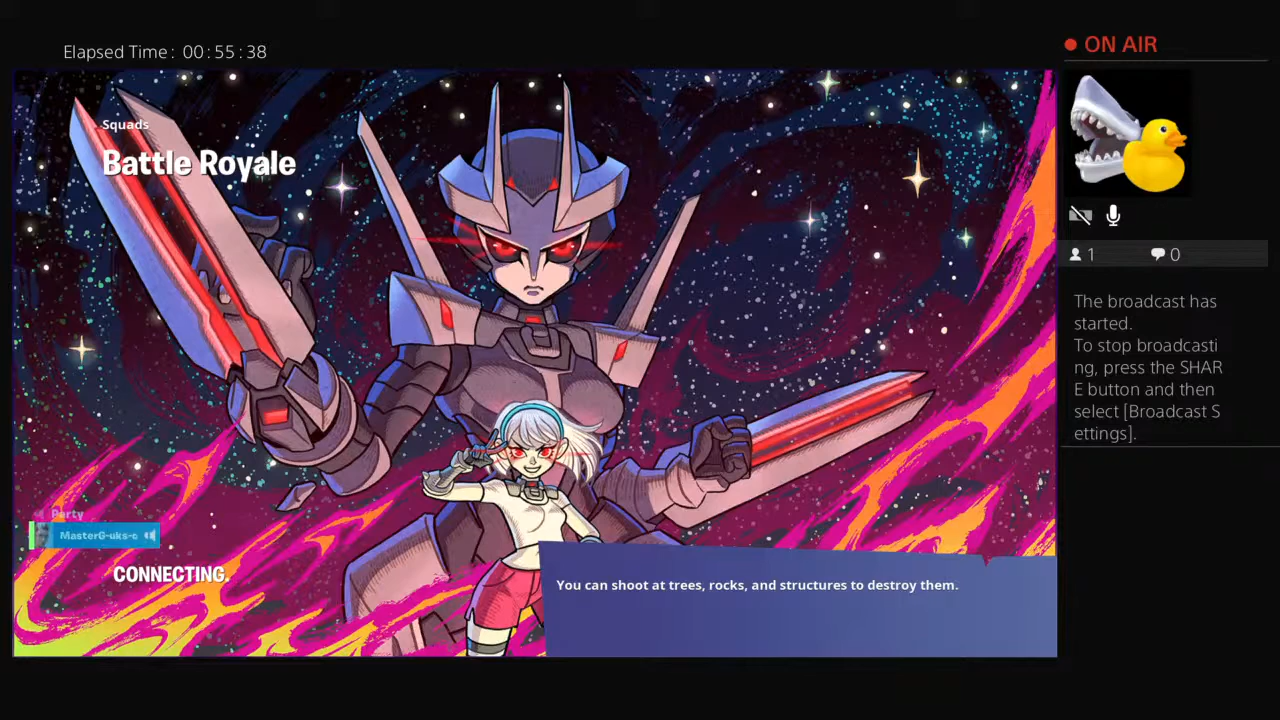 Elapsed Time: 00:55:38
ON AIR
Squads
Battle Royale
1
0
The broadcast has
started.
To stop broadcasti
ng, press the SHAR
E button and then
select [Broadcast S
ettings].
Party
MasterG-uks-c
CONNECTING.
You can shoot at trees, rocks, and structures to destroy them.